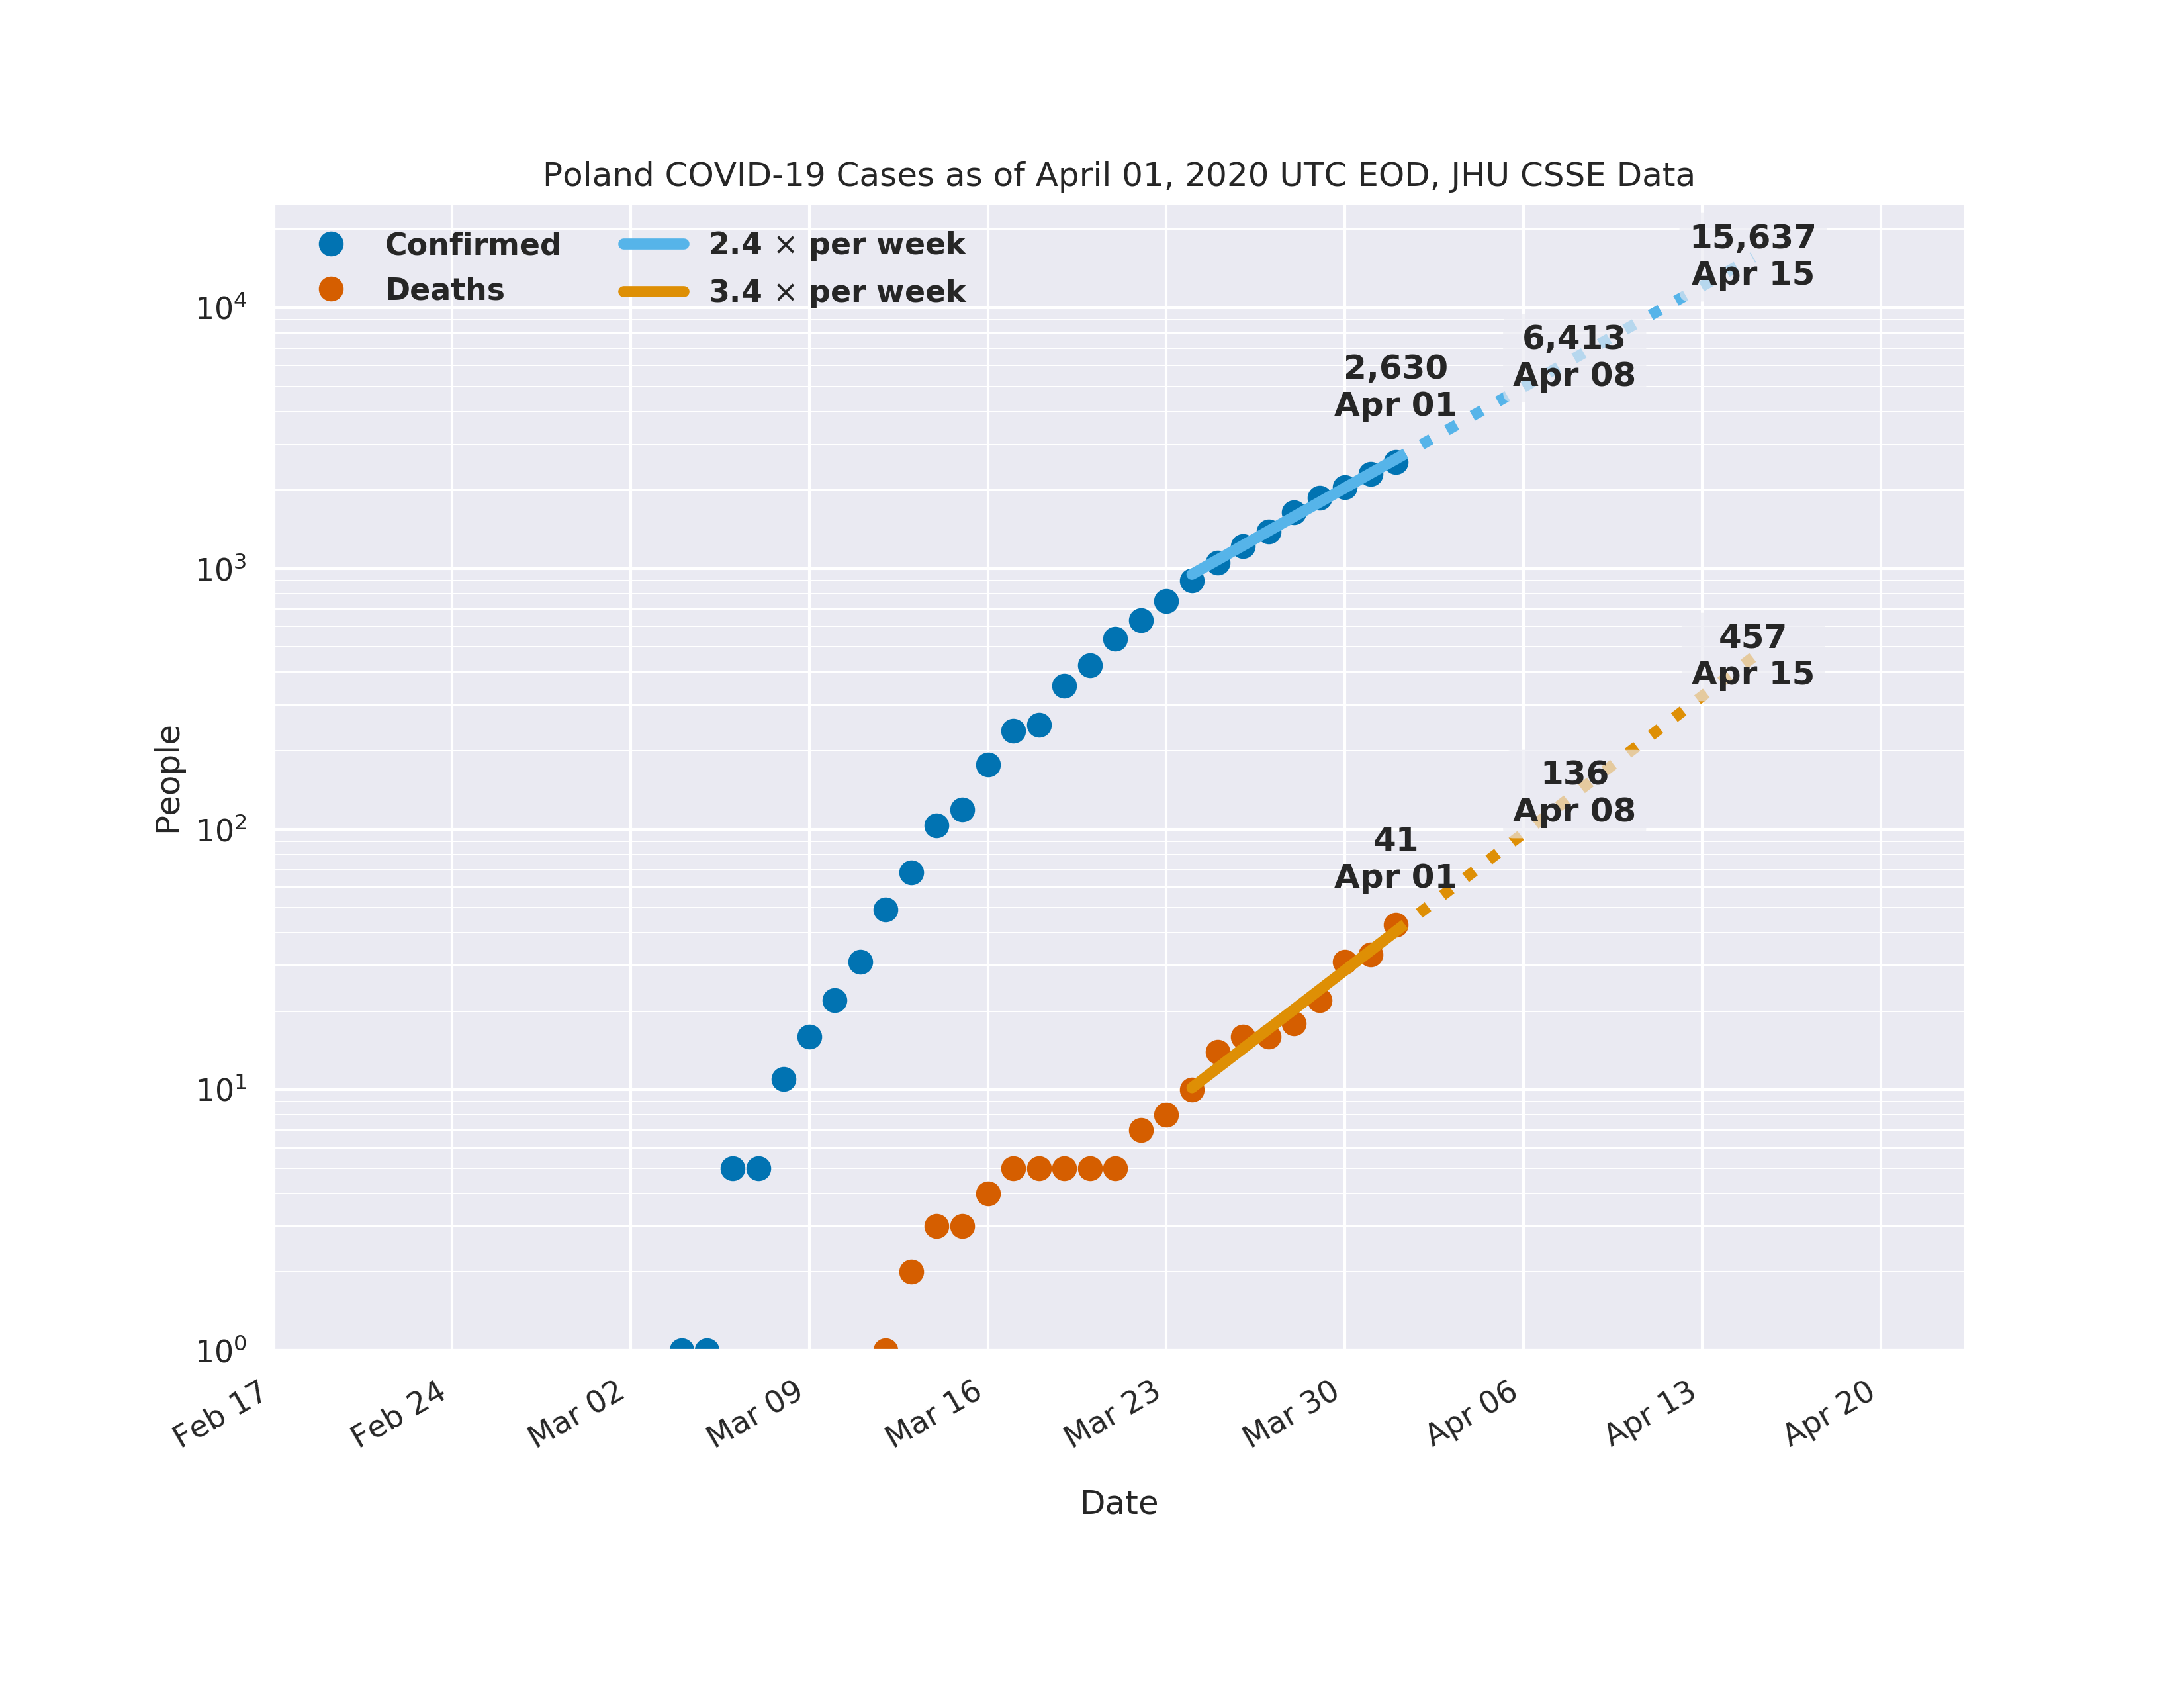 Poland COVID-19 Cases as of April 01, 2020 UTC EOD, JHU CSSE Data
Confirmed
Deaths
2.4 × per week
3.4 × per week
15,637
Apr 15
6,413
Apr 08
2,630
Apr 01
457
Apr 15
136
Apr 08
41
Apr 01
People
10⁴
10³
10²
10¹
10⁰
Feb 17
Feb 24
Mar 02
Mar 09
Mar 16
Mar 23
Mar 30
Apr 06
Apr 13
Apr 20
Date